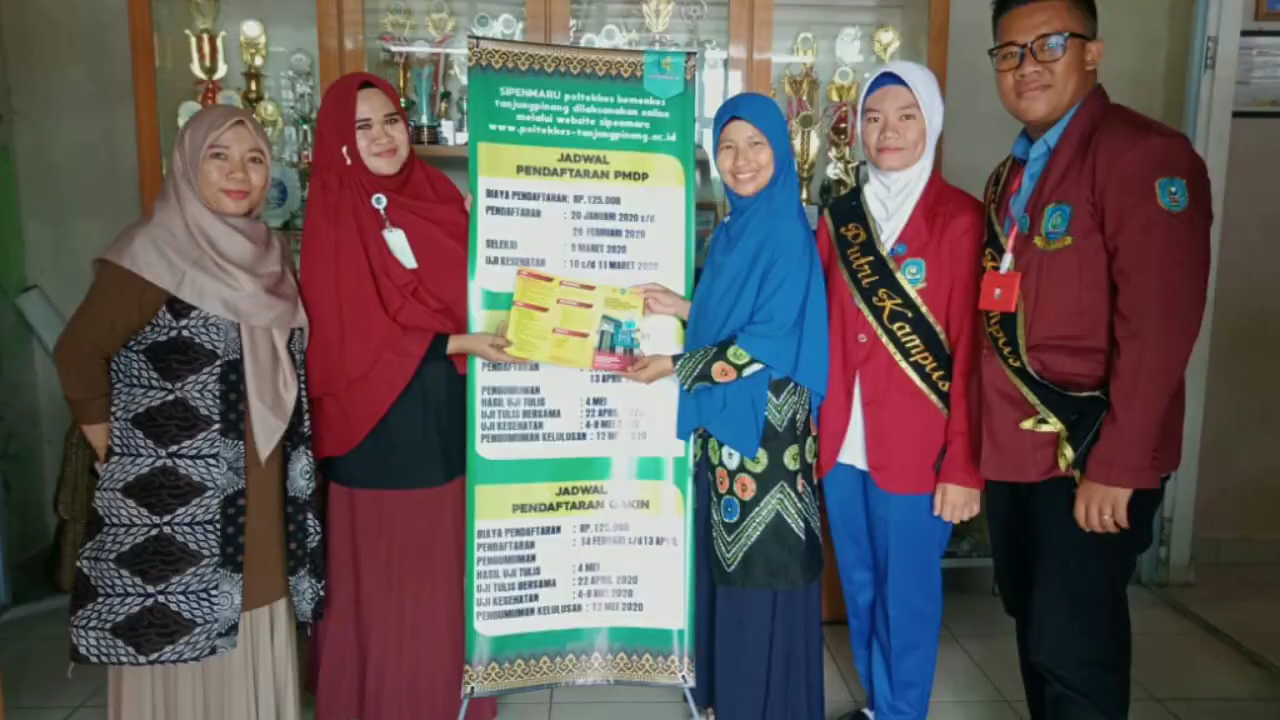 SIPENMARU poltekkes kemenkes
tanjungpinang dilaksanakan online
melalui website sipenmaru
www.poltekkes-tanjungpinang.ac.id
JADWAL
PENDAFTARAN PMDP
BIAYA PENDAFTARAN: RP. 125.000
PENDAFTARAN : 20 JANUARI 2020 s/d
20 FEBRUARI 2020
SELEKSI : 9 MARET 2020
UJI KESEHATAN : 10 s/d 11 MARET 2020
PENDAFTARAN
13 APRIL
PENGUMUMAN
HASIL UJI TULIS : 4 MEI
UJI TULIS BERSAMA : 22 APRIL
UJI KESEHATAN : 4-8 MEI
PENGUMUMAN KELULUSAN : 12 MEI
JADWAL
PENDAFTARAN GAKIN
BIAYA PENDAFTARAN : RP. 125.000
PENDAFTARAN : 14 FEBRUARI s/d 13 APRIL
PENGUMUMAN
HASIL UJI TULIS : 4 MEI
UJI TULIS BERSAMA : 22 APRIL 2020
UJI KESEHATAN : 4-8 MEI 2020
PENGUMUMAN KELULUSAN : 12 MEI 2020
Putri Kampus